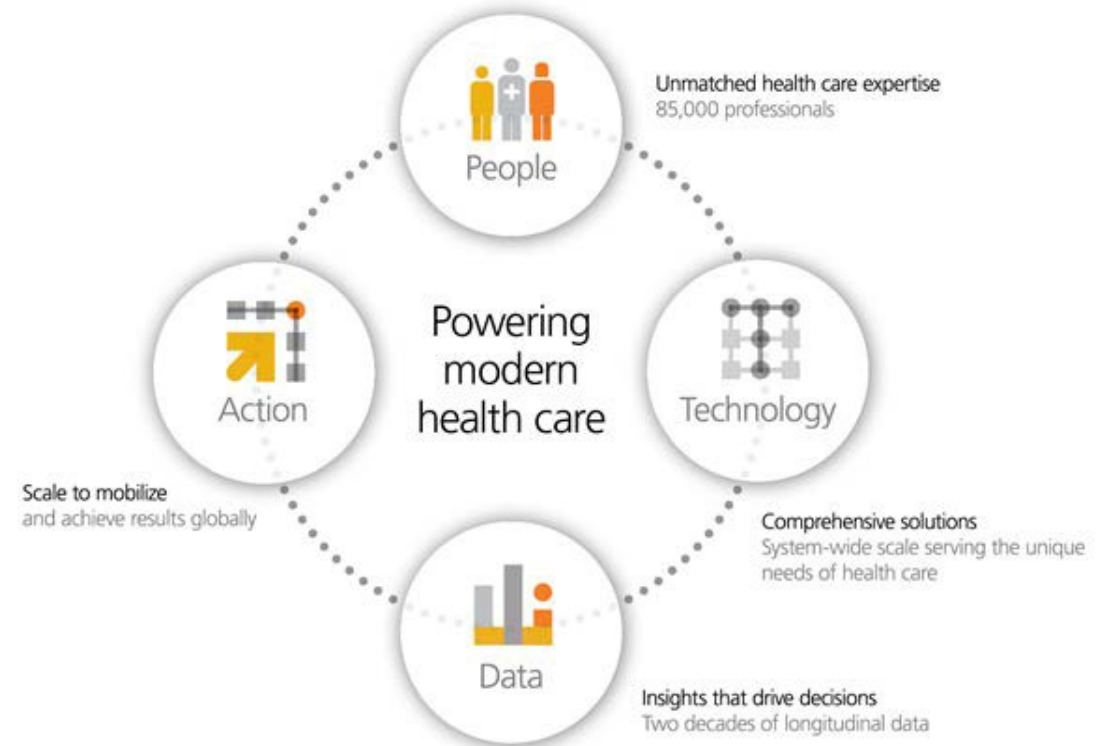 People
Unmatched health care expertise
85,000 professionals
Powering
modern
health care
Action
Technology
Scale to mobilize
and achieve results globally
Comprehensive solutions
System-wide scale serving the unique
needs of health care
Data
Insights that drive decisions
Two decades of longitudinal data